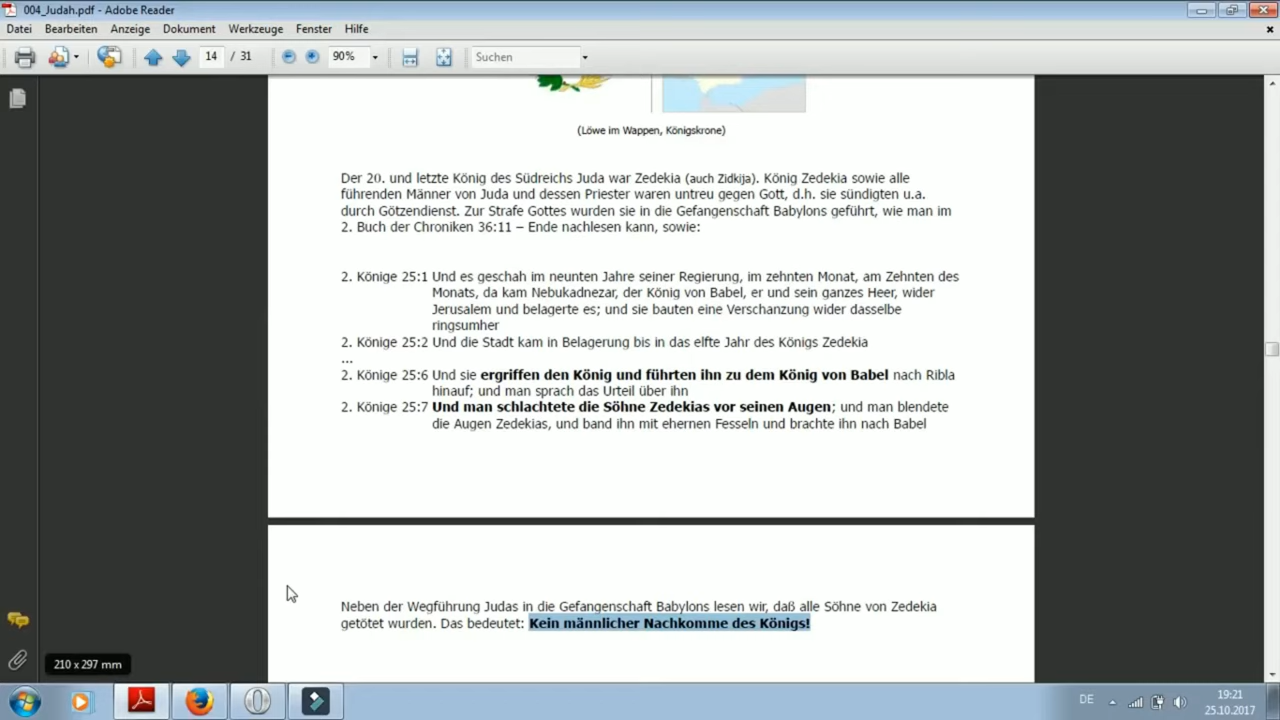 004_Judah.pdf - Adobe Reader
Datei Bearbeiten Anzeige Dokument Werkzeuge Fenster Hilfe
14 / 31 90% Suchen
(Löwe im Wappen, Königskrone)
Der 20. und letzte König des Südreichs Juda war Zedekia (auch Zidkija). König Zedekia sowie alle
führenden Männer von Juda und dessen Priester waren untreu gegen Gott, d.h. sie sündigten u.a.
durch Götzendienst. Zur Strafe Gottes wurden sie in die Gefangenschaft Babylons geführt, wie man im
2. Buch der Chroniken 36:11 – Ende nachlesen kann, sowie:
2. Könige 25:1 Und es geschah im neunten Jahre seiner Regierung, im zehnten Monat, am Zehnten des
Monats, da kam Nebukadnezar, der König von Babel, er und sein ganzes Heer, wider
Jerusalem und belagerte es; und sie bauten eine Verschanzung wider dasselbe
ringsumher
2. Könige 25:2 Und die Stadt kam in Belagerung bis in das elfte Jahr des Königs Zedekia
...
2. Könige 25:6 Und sie ergriffen den König und führten ihn zu dem König von Babel nach Ribla
hinauf; und man sprach das Urteil über ihn
2. Könige 25:7 Und man schlachtete die Söhne Zedekias vor seinen Augen; und man blendete
die Augen Zedekias, und band ihn mit ehernen Fesseln und brachte ihn nach Babel
Neben der Wegführung Judas in die Gefangenschaft Babylons lesen wir, daß alle Söhne von Zedekia
getötet wurden. Das bedeutet: Kein männlicher Nachkomme des Königs!
210 x 297 mm
DE 19:21
25.10.2017